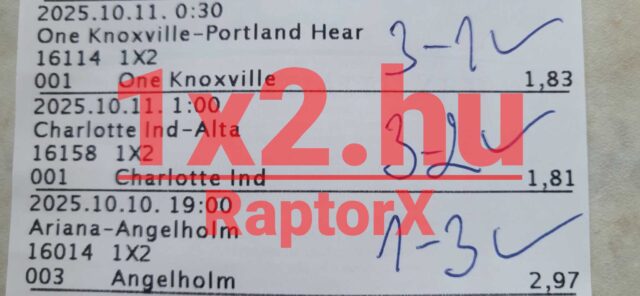 2025.10.11. 0:30
One Knoxville-Portland Hear
16114 1X2
3-1 ✓
001 One Knoxville 1,83
2025.10.11. 1:00
Charlotte Ind-Alta
16158 1X2
3-2 ✓
001 Charlotte Ind 1,81
2025.10.10. 19:00
Ariana-Angelholm
16014 1X2
1-3 ✓
003 Angelholm 2,97
1x2.hu
RaptorX